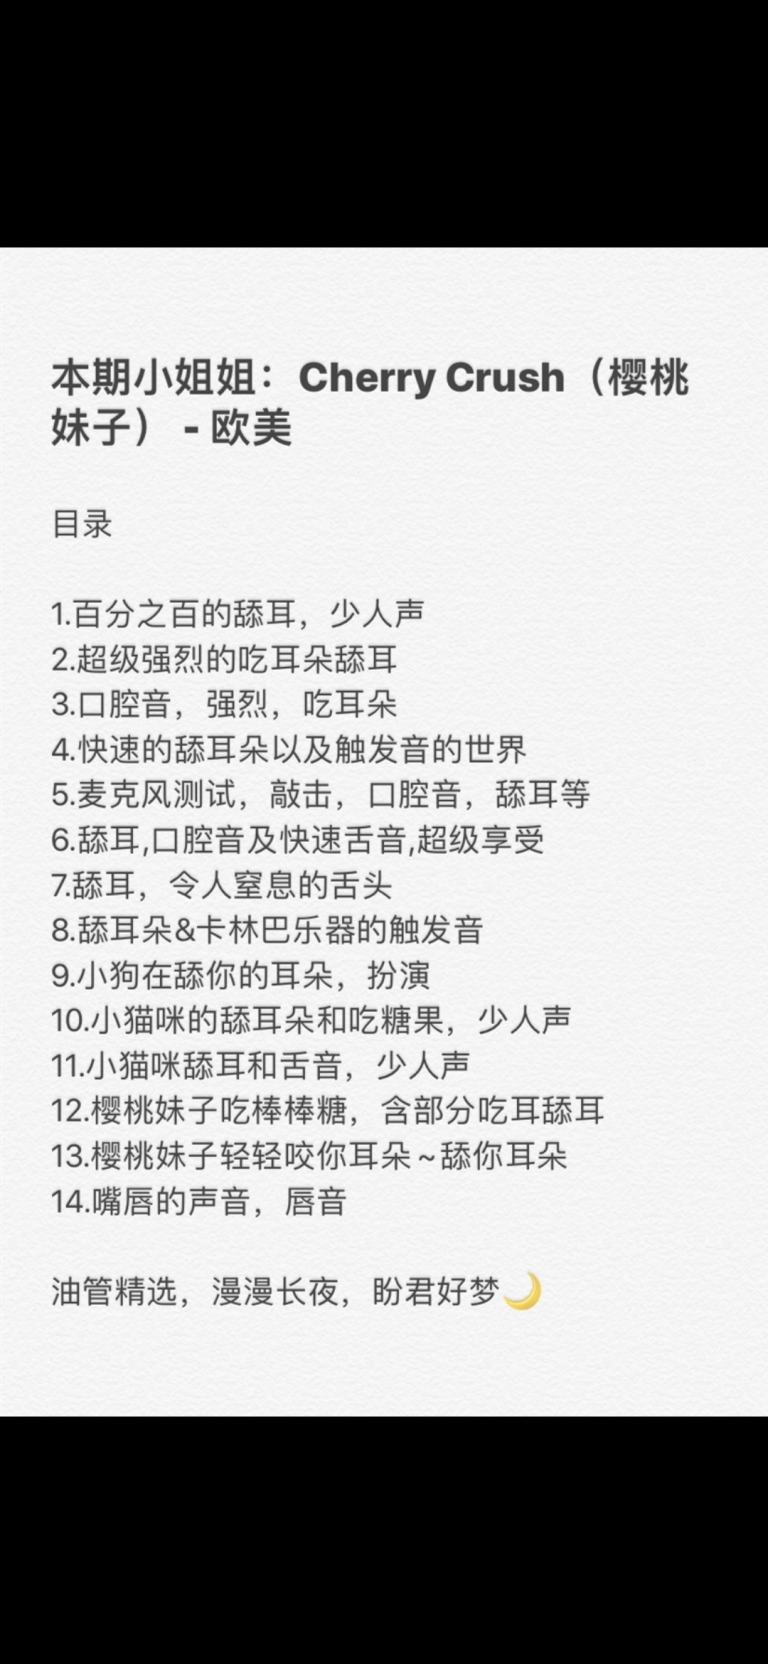 本期小姐姐：Cherry Crush（樱桃
妹子） - 欧美
目录
1.百分之百的舔耳，少人声
2.超级强烈的吃耳朵舔耳
3.口腔音，强烈，吃耳朵
4.快速的舔耳朵以及触发音的世界
5.麦克风测试，敲击，口腔音，舔耳等
6.舔耳,口腔音及快速舌音,超级享受
7.舔耳，令人窒息的舌头
8.舔耳朵&卡林巴乐器的触发音
9.小狗在舔你的耳朵，扮演
10.小猫咪的舔耳朵和吃糖果，少人声
11.小猫咪舔耳和舌音，少人声
12.樱桃妹子吃棒棒糖，含部分吃耳舔耳
13.樱桃妹子轻轻咬你耳朵~舔你耳朵
14.嘴唇的声音，唇音
油管精选，漫漫长夜，盼君好梦🌙